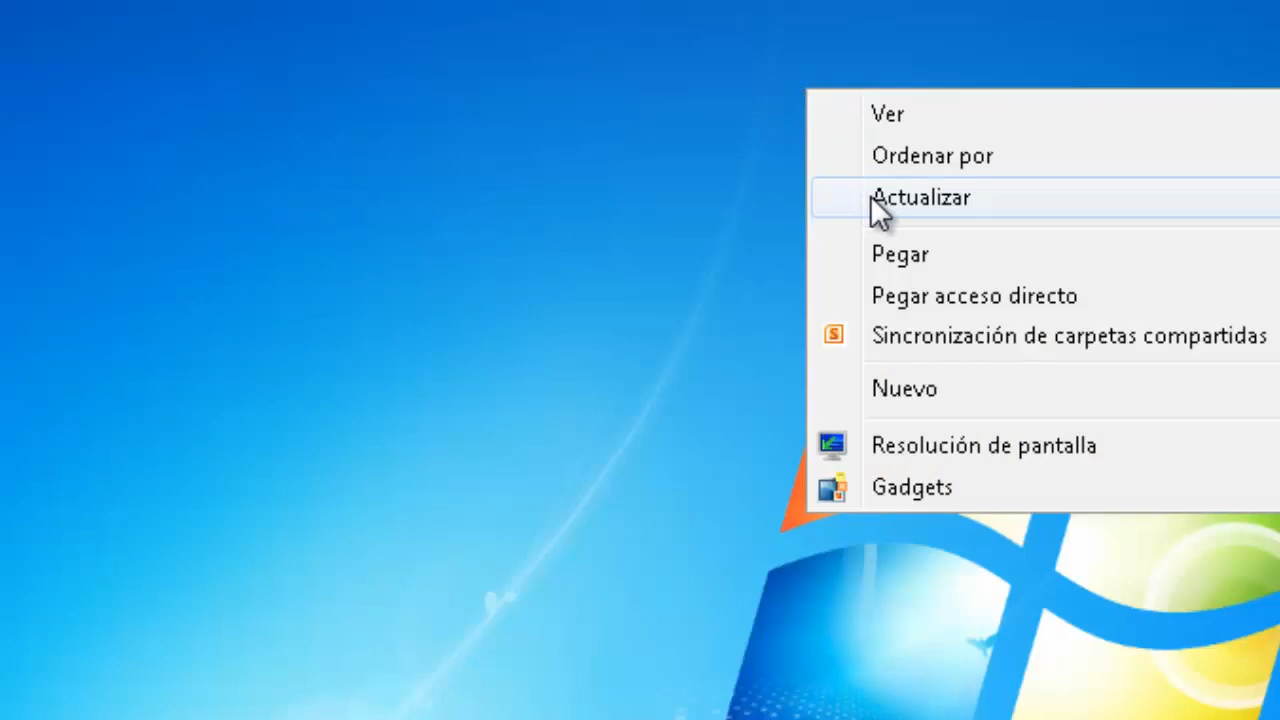 Ver
Ordenar por
Actualizar
Pegar
Pegar acceso directo
S
Sincronización de carpetas compartidas
Nuevo
Resolución de pantalla
Gadgets